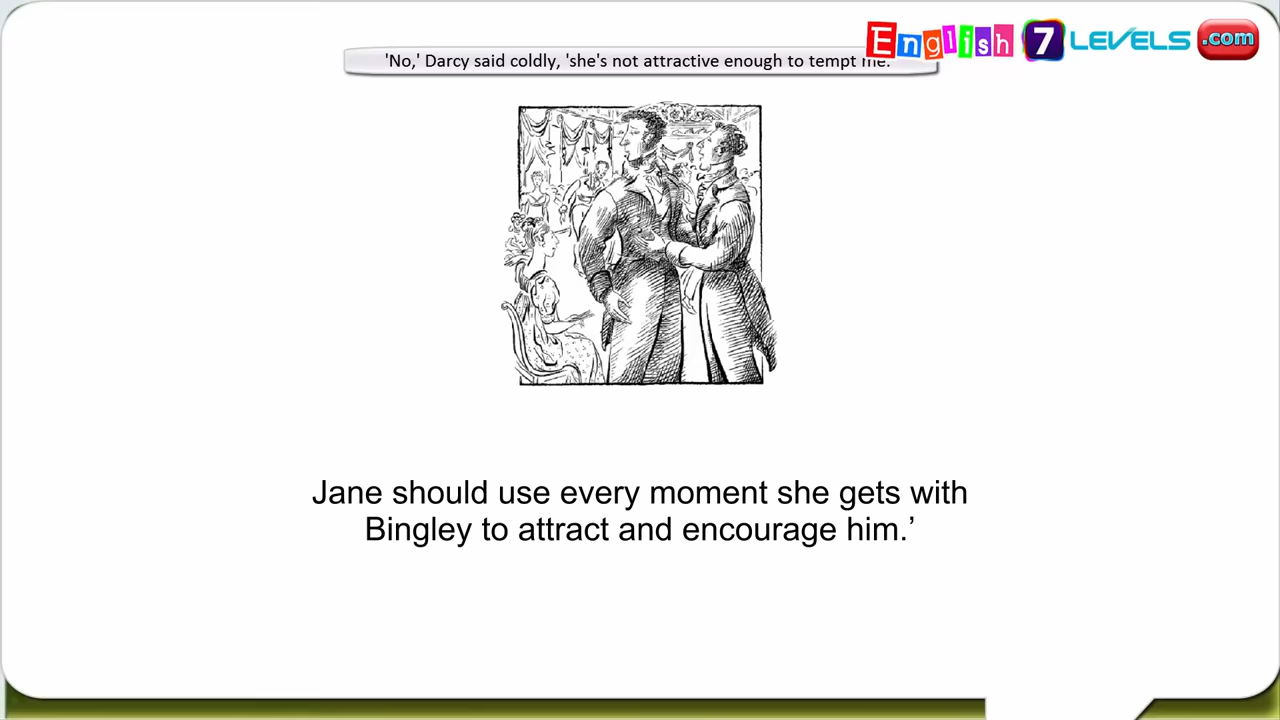 English 7 LEVELS .com
'No,' Darcy said coldly, 'she's not attractive enough to tempt me.'
Jane should use every moment she gets with
Bingley to attract and encourage him.’